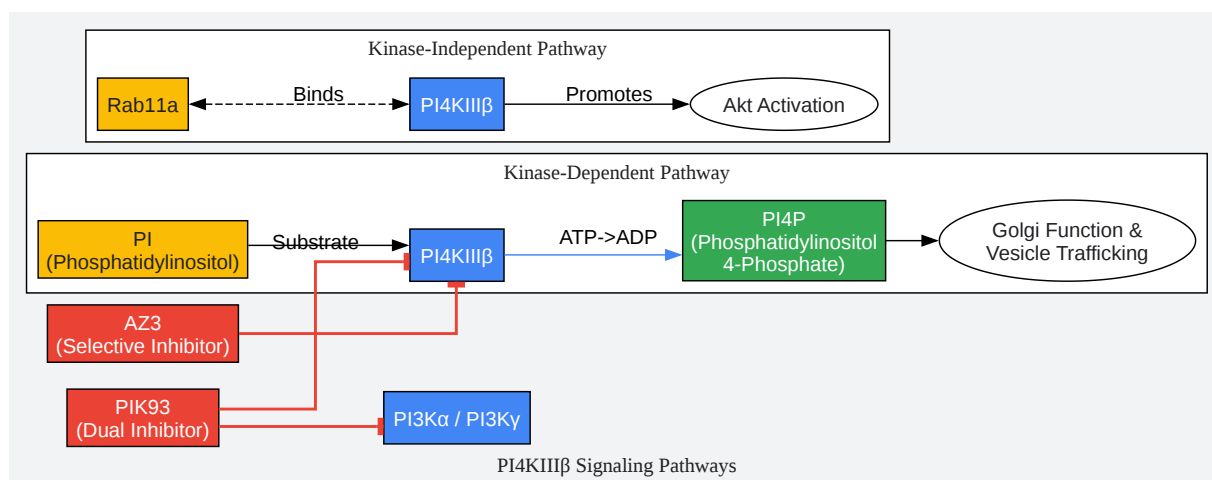 Kinase-Independent Pathway
Rab11a
Binds
PI4KIIIβ
Promotes
Akt Activation
Kinase-Dependent Pathway
PI
(Phosphatidylinositol)
Substrate
PI4KIIIβ
ATP->ADP
PI4P
(Phosphatidylinositol
4-Phosphate)
Golgi Function &
Vesicle Trafficking
AZ3
(Selective Inhibitor)
PIK93
(Dual Inhibitor)
PI3Kα / PI3Kγ
PI4KIIIβ Signaling Pathways